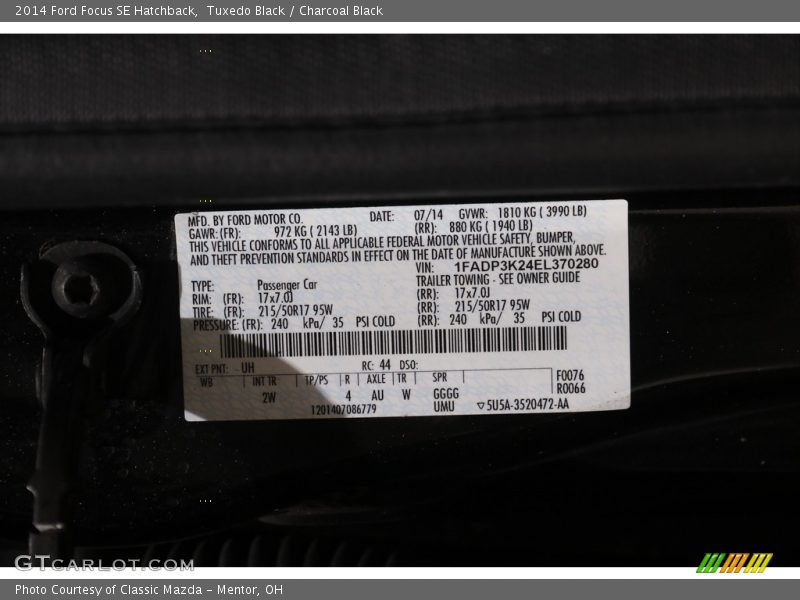 2014 Ford Focus SE Hatchback,  Tuxedo Black / Charcoal Black
MFD. BY FORD MOTOR CO. DATE: 07/14 GVWR: 1810 KG ( 3990 LB)
GAWR: (FR): 972 KG ( 2143 LB) (RR): 880 KG ( 1940 LB)
THIS VEHICLE CONFORMS TO ALL APPLICABLE FEDERAL MOTOR VEHICLE SAFETY, BUMPER,
AND THEFT PREVENTION STANDARDS IN EFFECT ON THE DATE OF MANUFACTURE SHOWN ABOVE.
VIN: 1FADP3K24EL370280
TYPE: Passenger Car TRAILER TOWING - SEE OWNER GUIDE
RIM: (FR): 17x7.0J (RR): 17x7.0J
TIRE: (FR): 215/50R17 95W (RR): 215/50R17 95W
PRESSURE: (FR): 240 kPa/ 35 PSI COLD (RR): 240 kPa/ 35 PSI COLD
EXT PNT: UH RC: 44 DSO:
WB INT TR TP/PS R AXLE TR SPR F0076
2W 4 AU W GGGG R0066
1201407086779 UMU ▽5U5A-3520472-AA
GTCarLot.com
Photo Courtesy of Classic Mazda - Mentor, OH